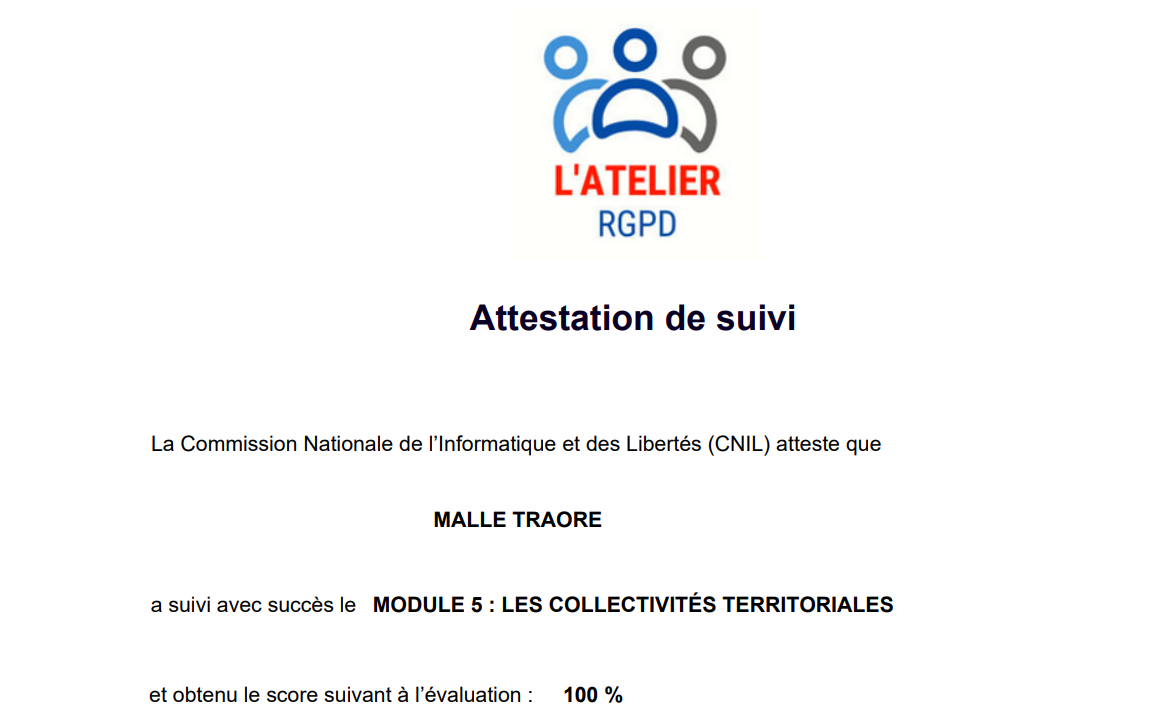 L'ATELIER
RGPD
Attestation de suivi
La Commission Nationale de l’Informatique et des Libertés (CNIL) atteste que
MALLE TRAORE
a suivi avec succès le MODULE 5 : LES COLLECTIVITÉS TERRITORIALES
et obtenu le score suivant à l’évaluation : 100 %